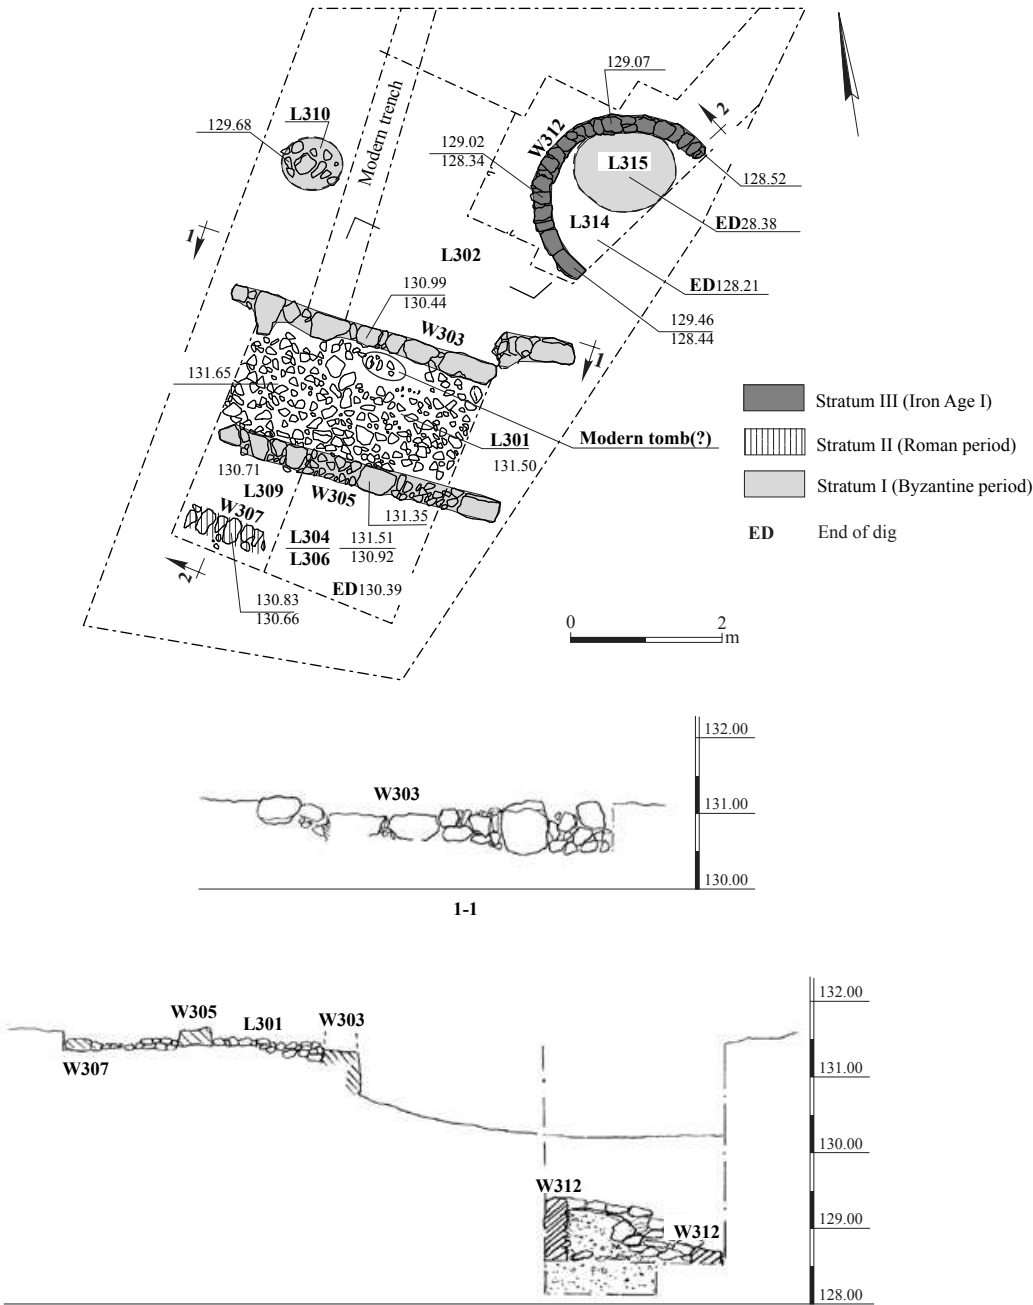 129.07
2
Modern trench
L310
129.68
W312
129.02
128.34
L315
128.52
L314
ED28.38
1
L302
ED128.21
130.99
130.44
129.46
128.44
W303
1
131.65
Stratum III (Iron Age I)
L301
131.50
Modern tomb(?)
Stratum II (Roman period)
130.71
L309
W305
Stratum I (Byzantine period)
W307
131.35
L304
L306
131.51
130.92
ED End of dig
2
ED130.39
130.83
130.66
0 2
m
132.00
W303
131.00
130.00
1-1
132.00
W305
L301
W303
W307
131.00
130.00
W312
W312
129.00
128.00